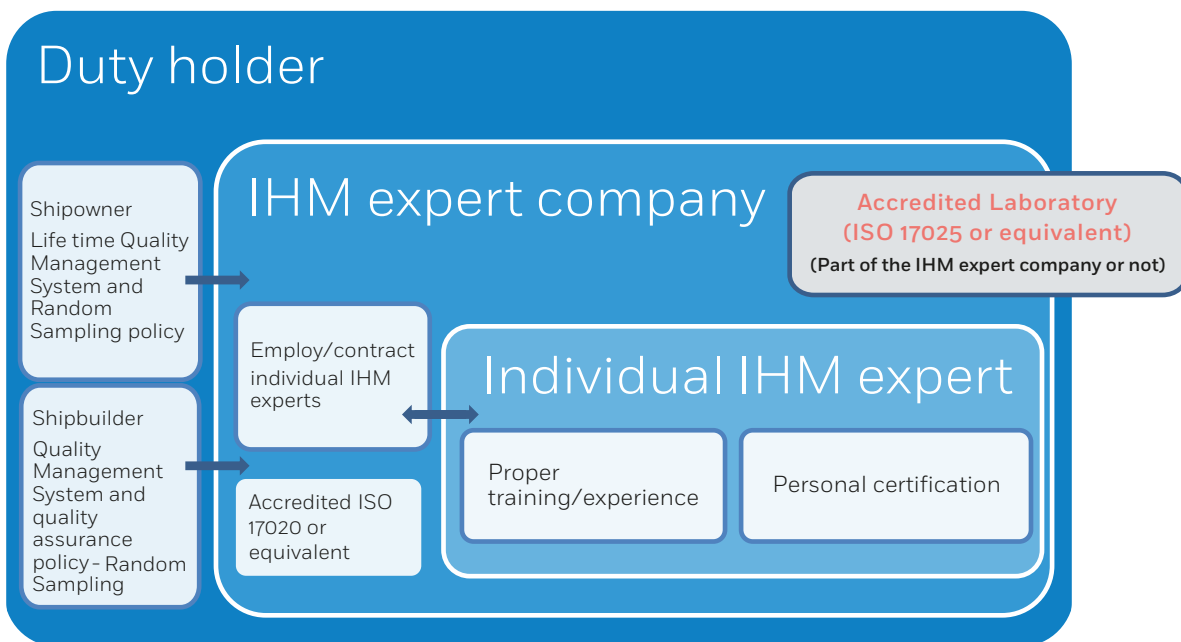 Duty holder
Shipowner
Life time Quality
Management
System and
Random
Sampling policy
Shipbuilder
Quality
Management
System and
quality
assurance
policy - Random
Sampling
IHM expert company
Employ/contract
individual IHM
experts
Accredited ISO
17020 or
equivalent
Accredited Laboratory
(ISO 17025 or equivalent)
(Part of the IHM expert company or not)
Individual IHM expert
Proper
training/experience
Personal certification